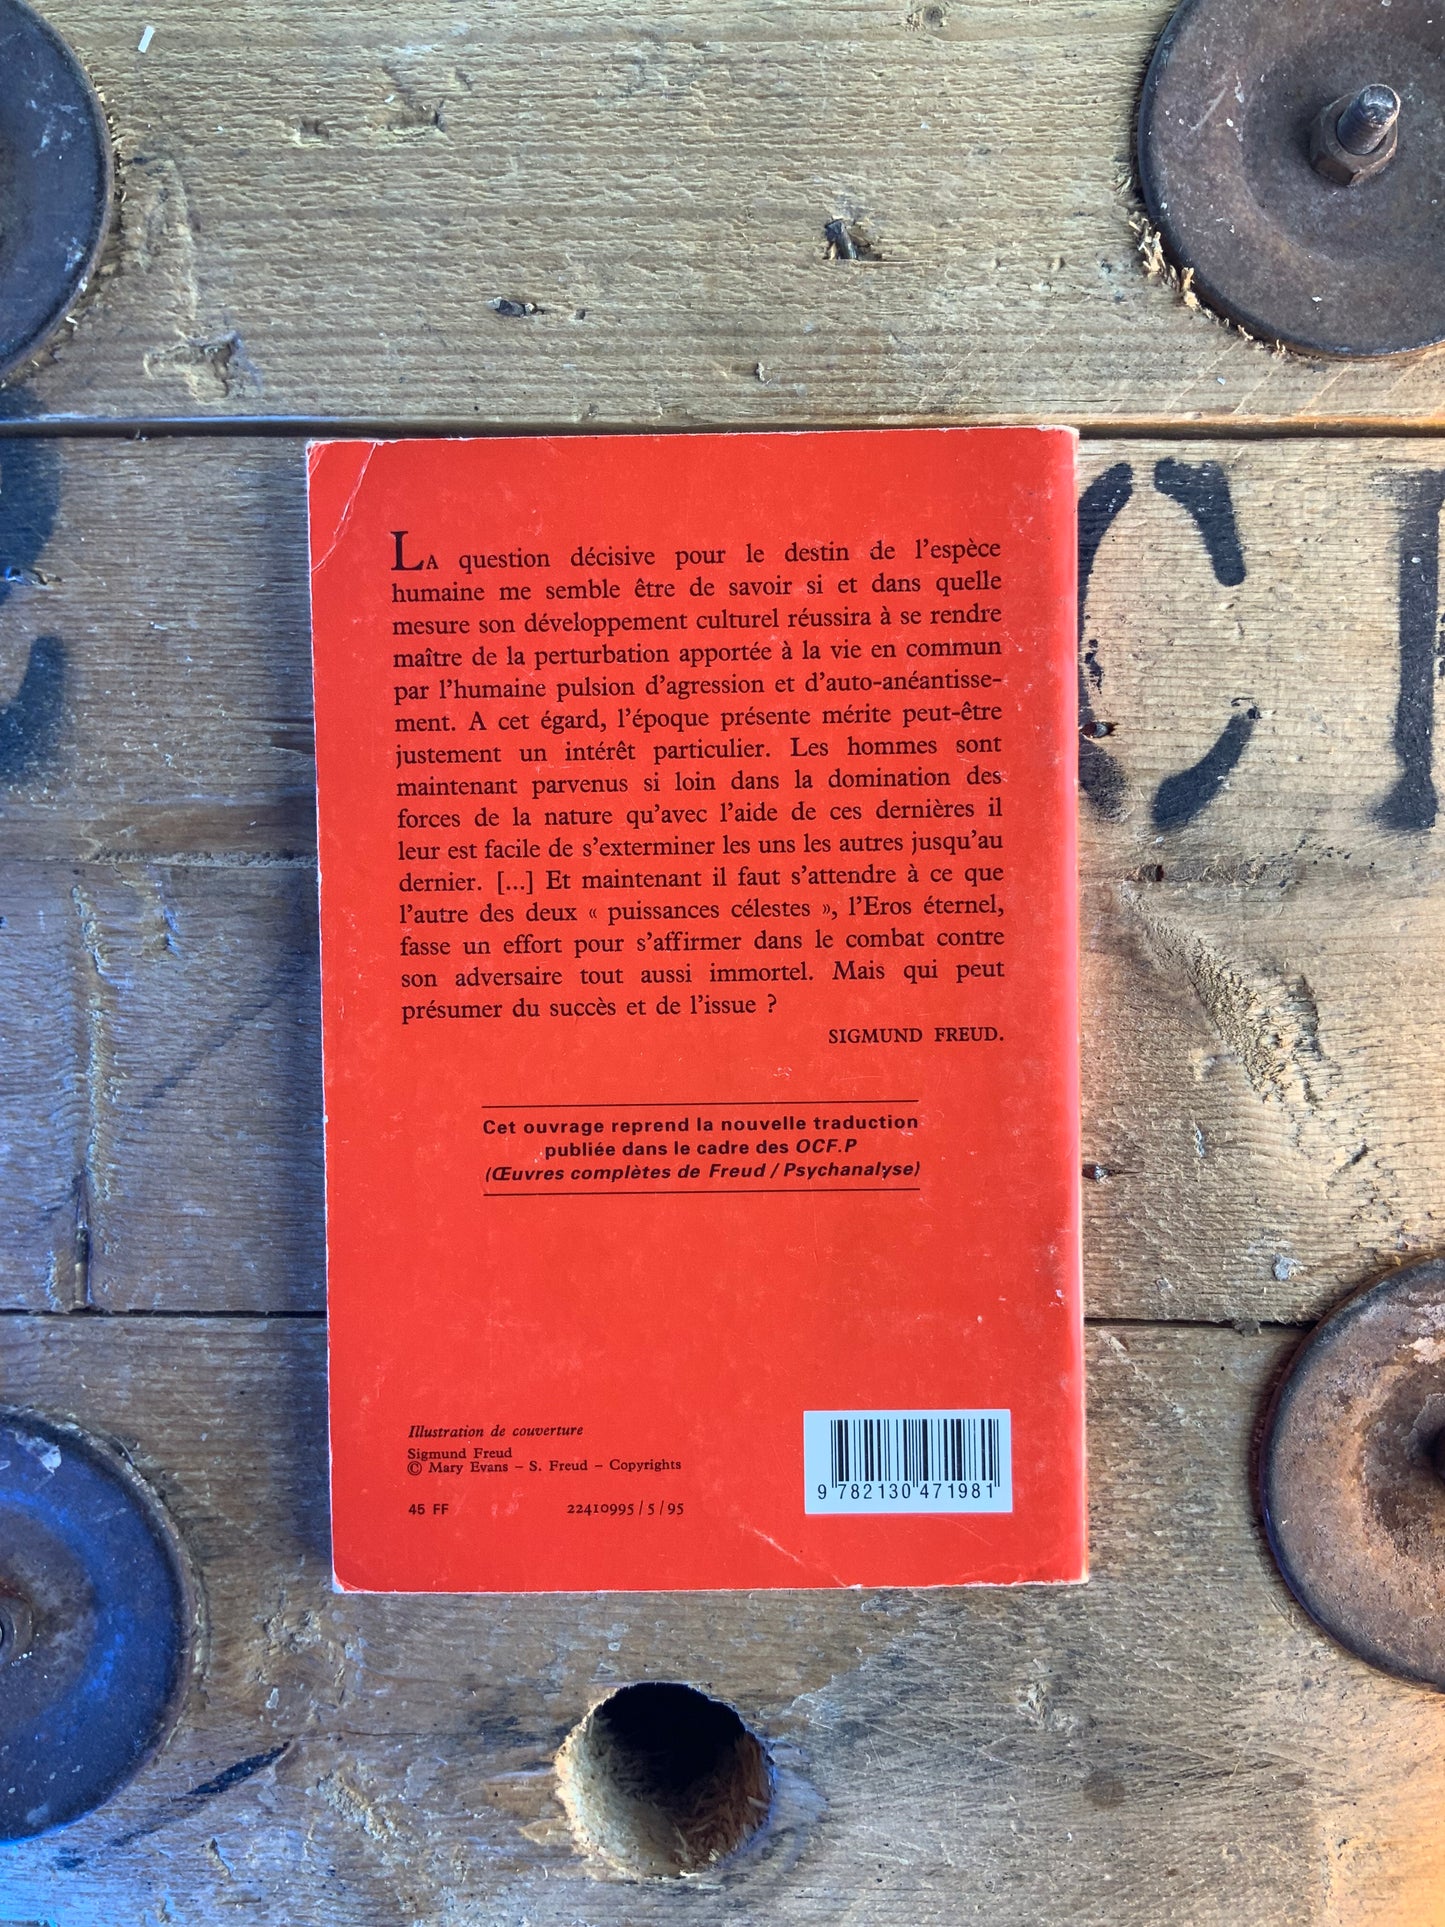 LA question décisive pour le destin de l'espèce
humaine me semble être de savoir si et dans quelle
mesure son développement culturel réussira à se rendre
maître de la perturbation apportée à la vie en commun
par l'humaine pulsion d'agression et d'auto-anéantisse-
ment. A cet égard, l'époque présente mérite peut-être
justement un intérêt particulier. Les hommes sont
maintenant parvenus si loin dans la domination des
forces de la nature qu'avec l'aide de ces dernières il
leur est facile de s'exterminer les uns les autres jusqu'au
dernier. [...] Et maintenant il faut s'attendre à ce que
l'autre des deux « puissances célestes », l'Eros éternel,
fasse un effort pour s'affirmer dans le combat contre
son adversaire tout aussi immortel. Mais qui peut
présumer du succès et de l'issue ?
SIGMUND FREUD.
Cet ouvrage reprend la nouvelle traduction
publiée dans le cadre des OCF.P
(Œuvres complètes de Freud / Psychanalyse)
Illustration de couverture
Sigmund Freud
© Mary Evans – S. Freud – Copyrights
45 FF 22410995/5/95
9 782130 471981
C